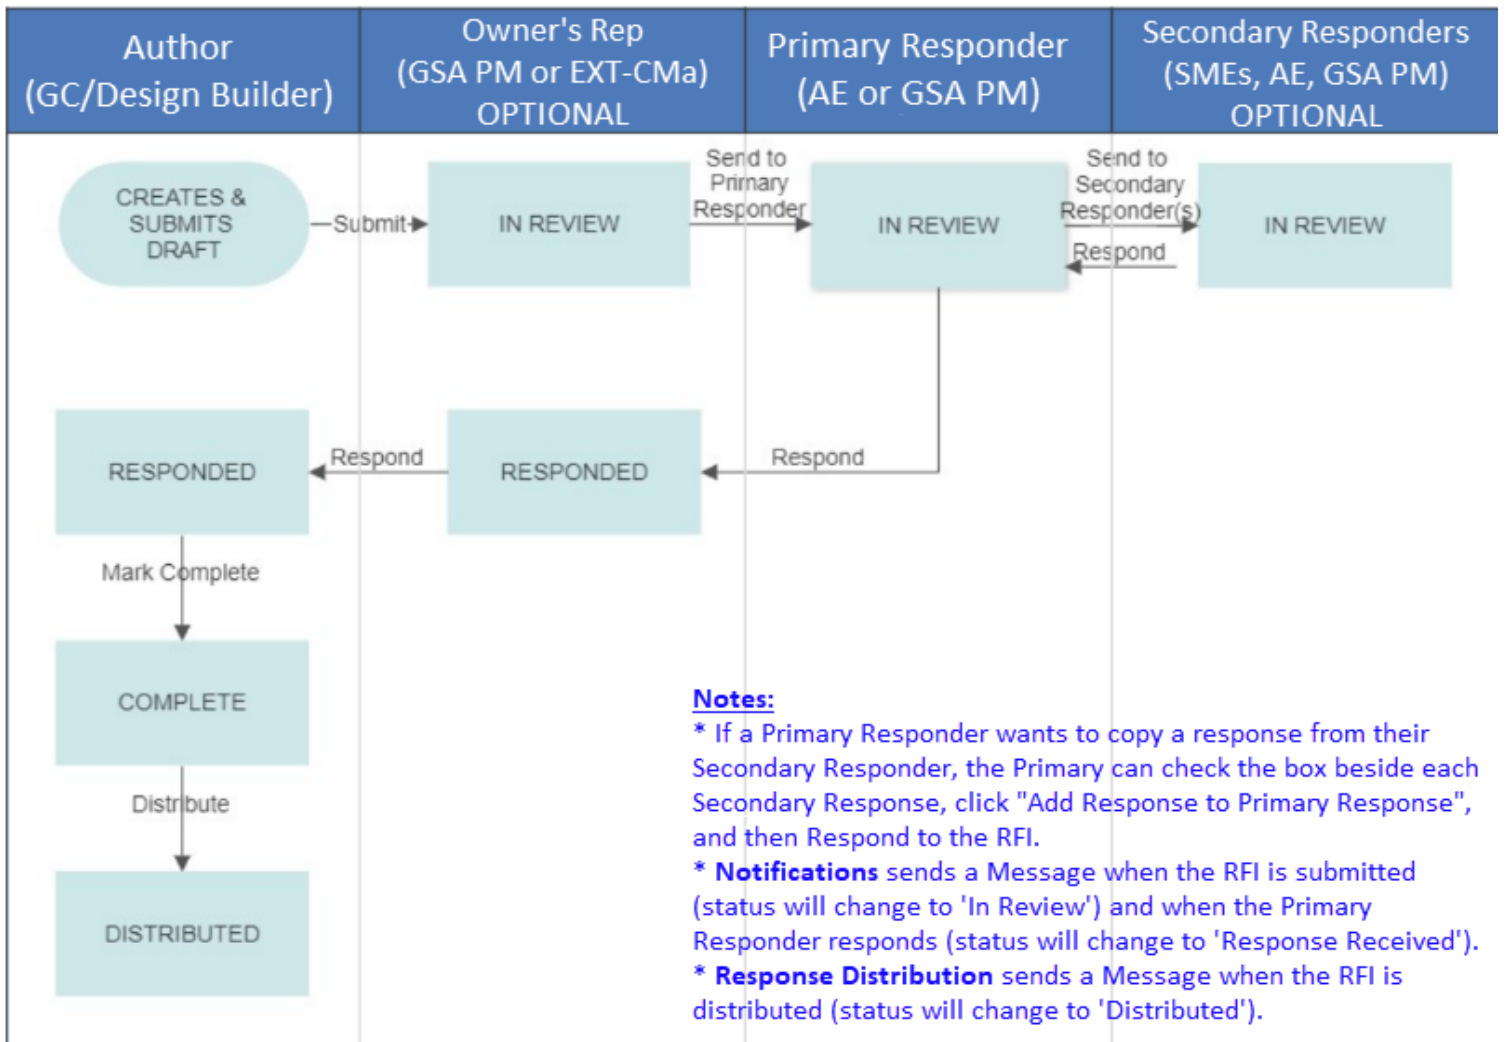 Author
(GC/Design Builder)
Owner's Rep
(GSA PM or EXT-CMa)
OPTIONAL
Primary Responder
(AE or GSA PM)
Secondary Responders
(SMEs, AE, GSA PM)
OPTIONAL
CREATES &
SUBMITS
DRAFT
Submit
IN REVIEW
Send to
Primary
Responder
IN REVIEW
Send to
Secondary
Responder(s)
Respond
IN REVIEW
RESPONDED
Respond
RESPONDED
Respond
Mark Complete
COMPLETE
Distribute
DISTRIBUTED
Notes:
* If a Primary Responder wants to copy a response from their
Secondary Responder, the Primary can check the box beside each
Secondary Response, click "Add Response to Primary Response",
and then Respond to the RFI.
* Notifications sends a Message when the RFI is submitted
(status will change to 'In Review') and when the Primary
Responder responds (status will change to 'Response Received').
* Response Distribution sends a Message when the RFI is
distributed (status will change to 'Distributed').